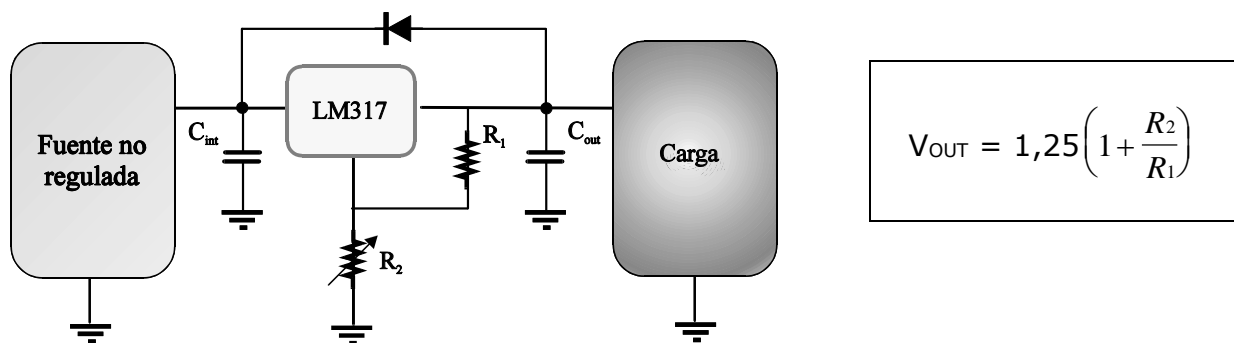 Fuente no
regulada
C_int
LM317
R_1
C_out
R_2
Carga
V_OUT = 1,25(1 + R_2/R_1)